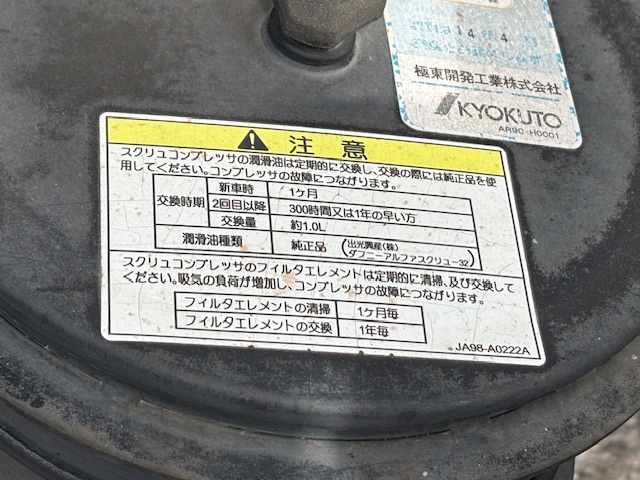 14年4月
極東開発工業株式会社
KYOKUTO
AR90-H0001
注意
スクリュコンプレッサの潤滑油は定期的に交換し、交換の際には純正品を使
用してください。コンプレッサの故障につながります。
交換時期 新車時 1ヶ月
2回目以降 300時間又は1年の早い方
交換量 約1.0L
潤滑油種類 純正品 (出光興産(株)
ダフニーアルファスクリュー32)
スクリュコンプレッサのフィルタエレメントは定期的に清掃、及び交換して
ください。吸気の負荷が増加し、コンプレッサの故障につながります。
フィルタエレメントの清掃 1ヶ月毎
フィルタエレメントの交換 1年毎
JA98-A0222A